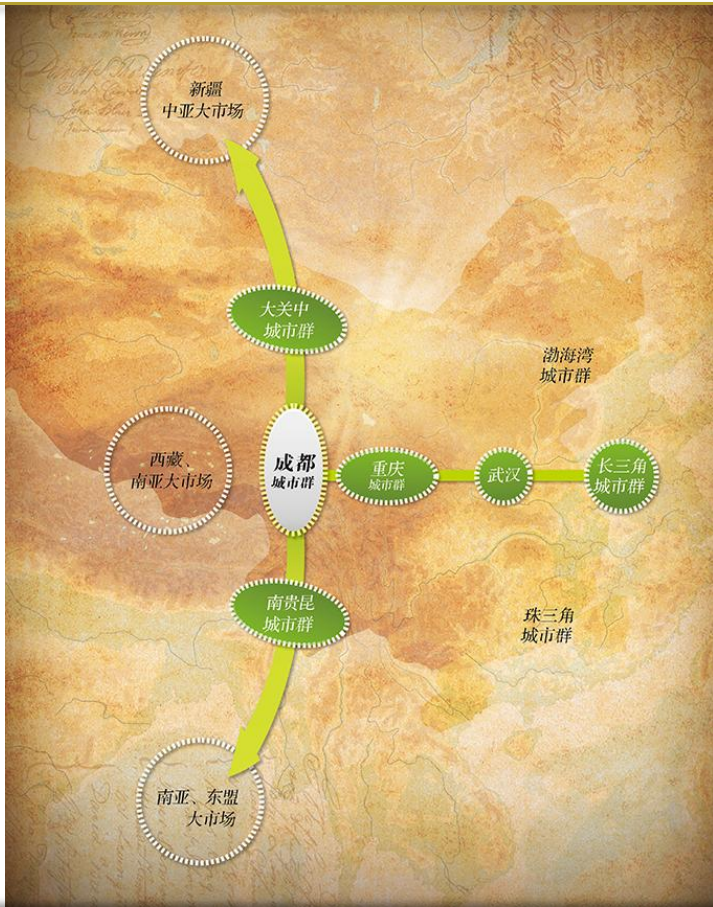 新疆
中亚大市场
大关中
城市群
渤海湾
城市群
西藏、
南亚大市场
成都
城市群
重庆
城市群
武汉
长三角
城市群
南贵昆
城市群
珠三角
城市群
南亚、东盟
大市场